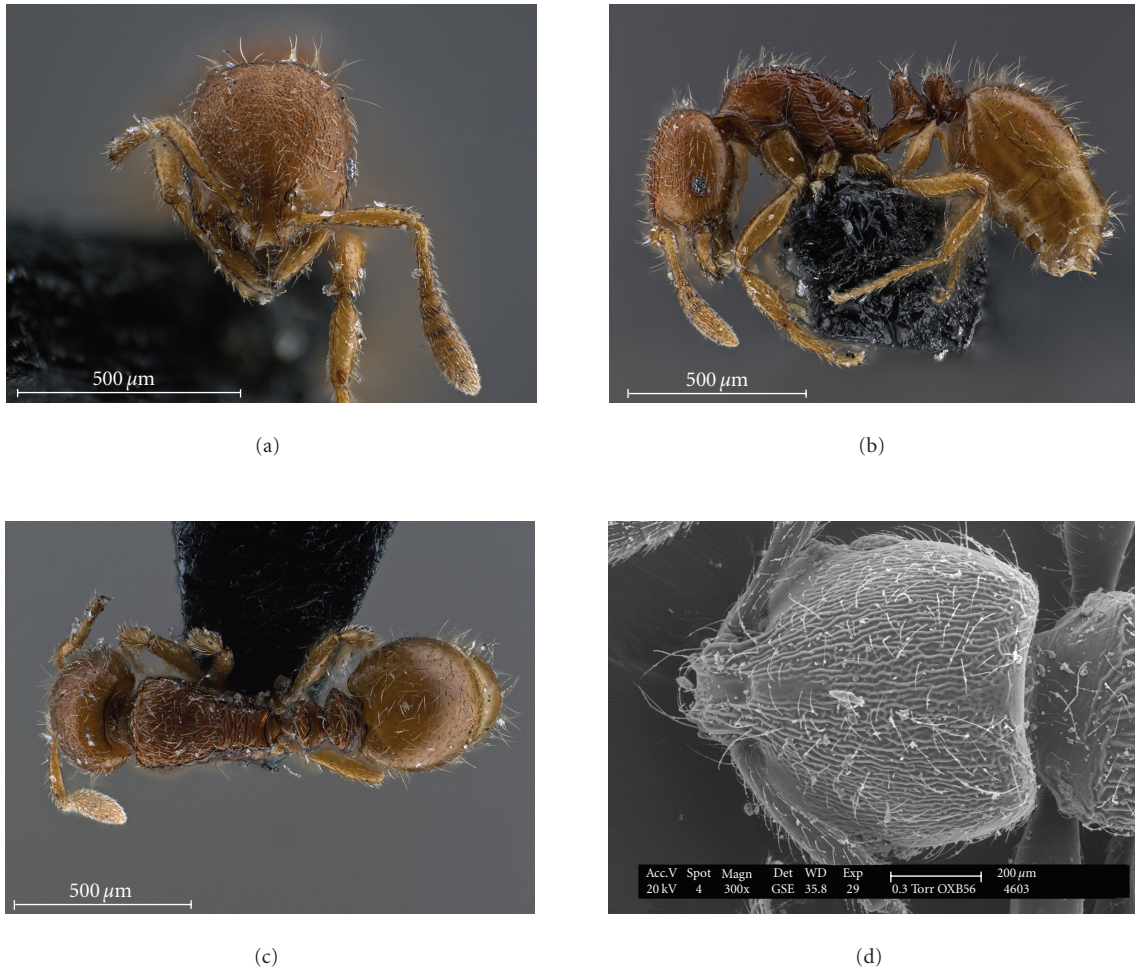 500 µm
(a)
500 µm
(b)
500 µm
(c)
Acc.V Spot Magn Det WD Exp 200 µm
20 kV 4 300x GSE 35.8 29 0.3 Torr OXB56 4603
(d)